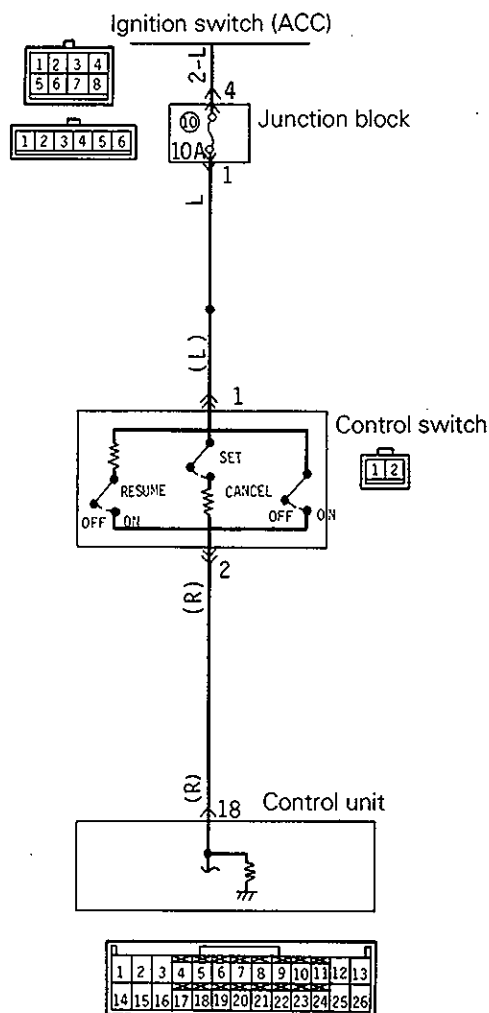 Ignition switch (ACC)
2-L
4
1 2 3 4
5 6 7 8
10
10A
Junction block
1 2 3 4 5 6
1
L
(L)
1
Control switch
SET
RESUME
CANCEL
OFF ON
OFF ON
1 2
2
(R)
(R)
18
Control unit
1 2 3 4 5 6 7 8 9 10 11 12 13
14 15 16 17 18 19 20 21 22 23 24 25 26